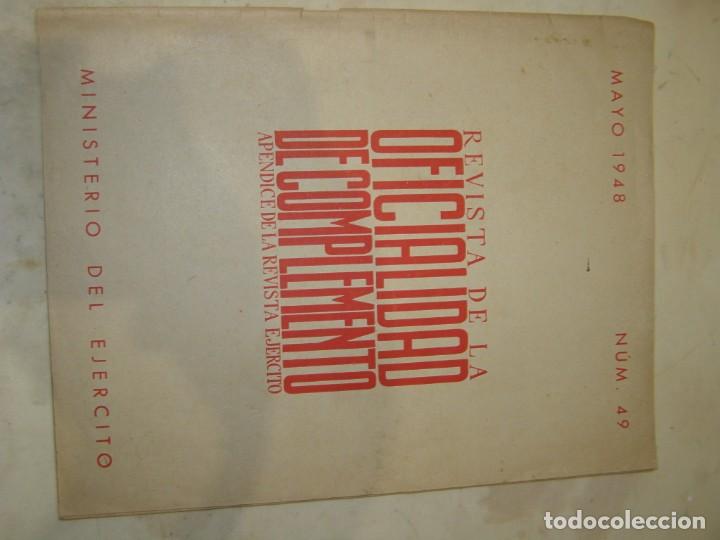 MAYO 1948 NÚM. 49
REVISTA DE LA
OFICIALIDAD
DE COMPLEMENTO
APENDICE DE LA REVISTA EJERCITO
MINISTERIO DEL EJERCITO
todocoleccion.net